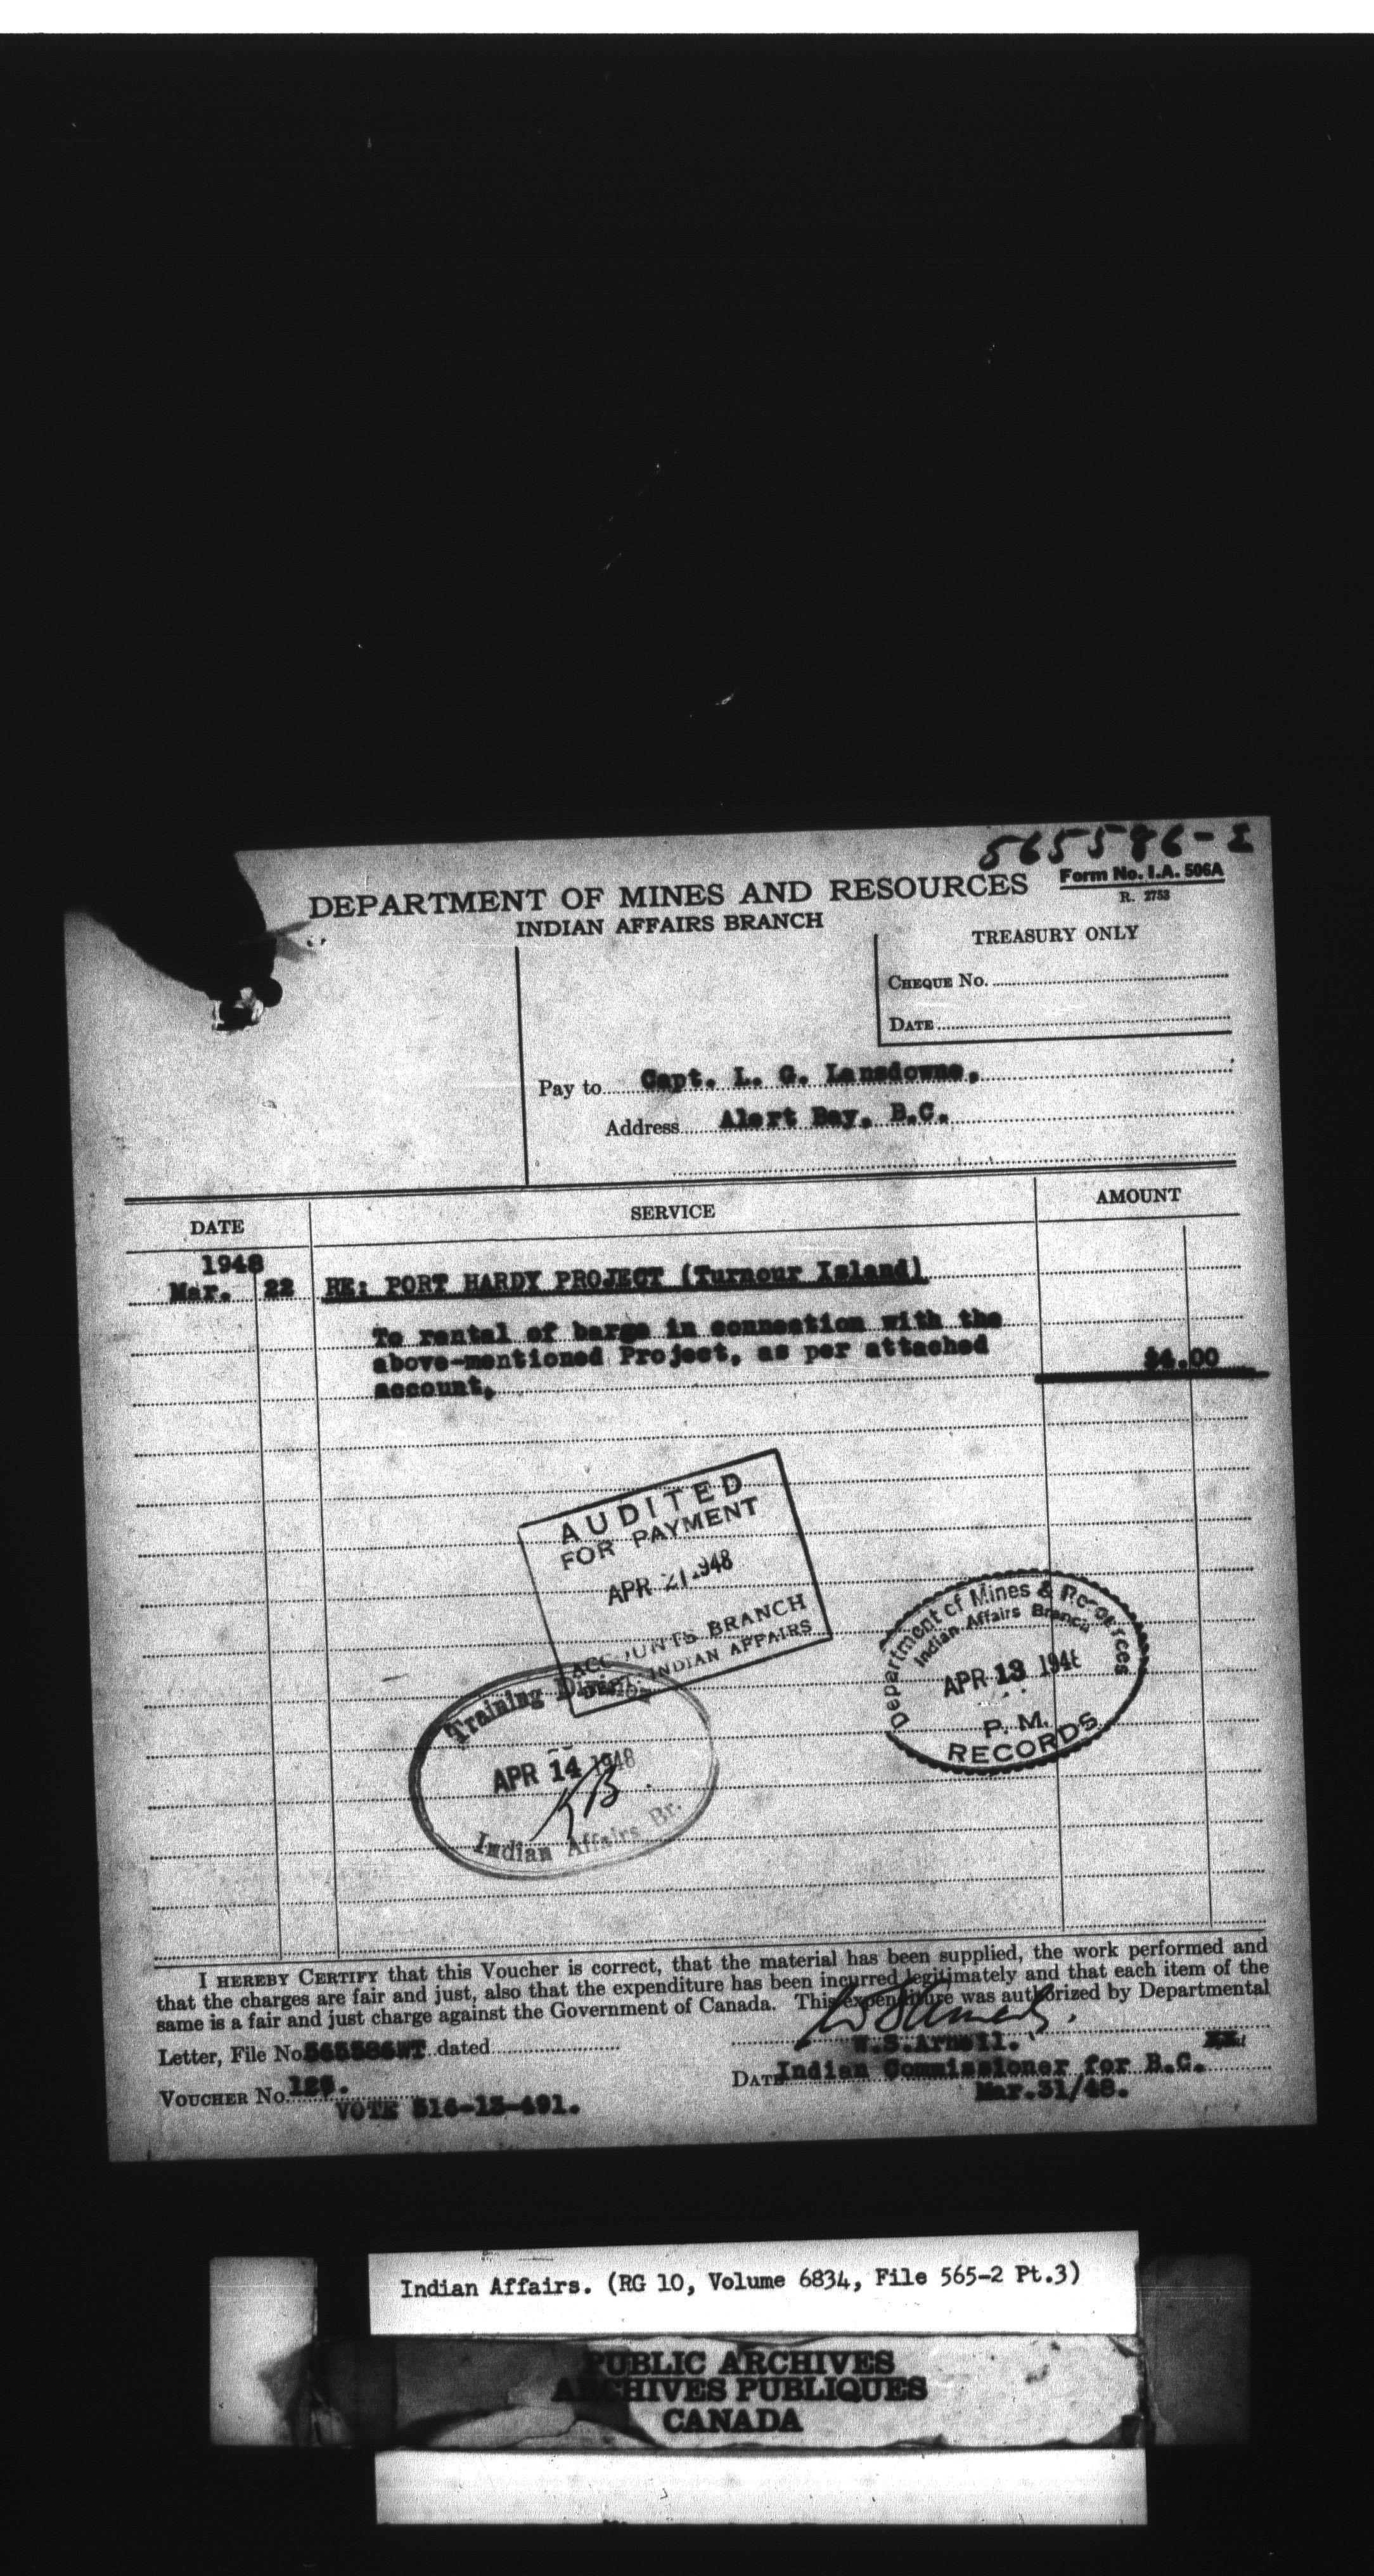 565586-2
DEPARTMENT OF MINES AND RESOURCES
Form No. I.A. 506A
R. 2753
INDIAN AFFAIRS BRANCH
TREASURY ONLY
CHEQUE No.
DATE
Pay to Capt. L. G. Lansdowne,
Address Alert Bay, B.C.
DATE SERVICE AMOUNT
1948
Mar. 22 RE: PORT HARDY PROJECT (Turnour Island)
To rental of barge in connection with the
above-mentioned Project, as per attached
account.
$4.00
AUDITED
FOR PAYMENT
APR 21 1948
ACCOUNTS BRANCH
INDIAN AFFAIRS
Department of Mines & Resources
Indian Affairs Branch
APR 13 1948
P. M.
RECORDS
Training Division
APR 14 1948
Indian Affairs Br.
I HEREBY CERTIFY that this Voucher is correct, that the material has been supplied, the work performed and
that the charges are fair and just, also that the expenditure has been incurred legitimately and that each item of the
same is a fair and just charge against the Government of Canada. This expenditure was authorized by Departmental
Letter, File No. 565586WT dated
W.S.Arneil.
VOUCHER No.
DATE Indian Commissioner for B.C.
VOTE 516-13-491.
Mar.31/48.
Indian Affairs. (RG 10, Volume 6834, File 565-2 Pt.3)
PUBLIC ARCHIVES
ARCHIVES PUBLIQUES
CANADA